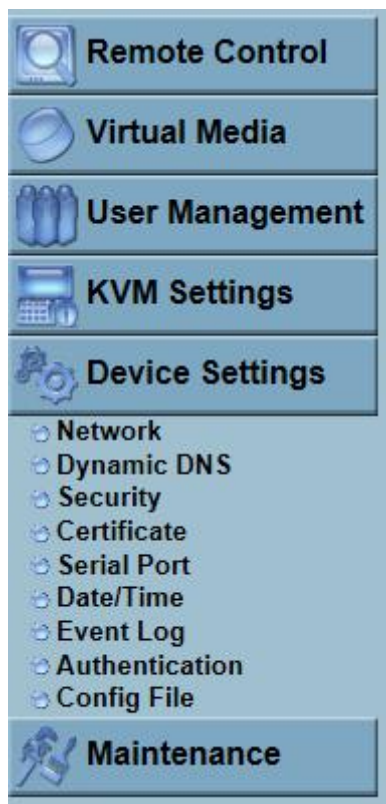 Remote Control
Virtual Media
User Management
KVM Settings
Device Settings
Network
Dynamic DNS
Security
Certificate
Serial Port
Date/Time
Event Log
Authentication
Config File
Maintenance